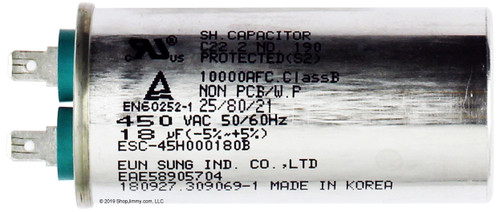 SH CAPACITOR
C22.2 NO. 190
PROTECTED(S2)
c RU US
10000AFC.ClassB
NON PCB/W.P
EN60252-1 25/80/21
450 VAC 50/60Hz
18 µF(-5%~+5%)
ESC-45H000180B
EUN SUNG IND. CO.,LTD
EAE58905704
180927.309069-1 MADE IN KOREA
© 2019 ShopJimmy.com, LLC